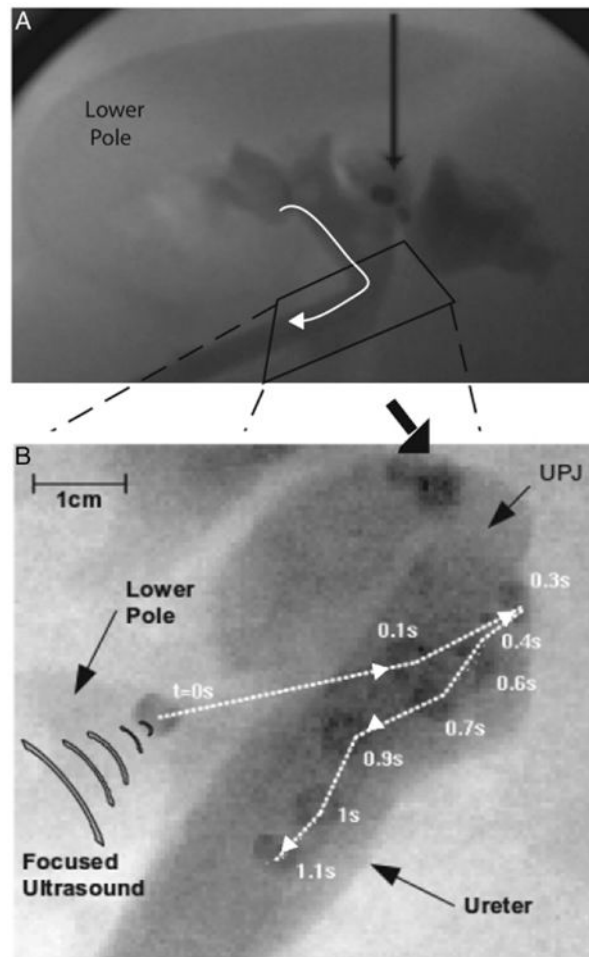 A
Lower
Pole
B
1cm
UPJ
Lower
Pole
0.3s
0.1s
0.4s
t=0s
0.6s
0.7s
0.9s
1s
Focused
Ultrasound
1.1s
Ureter